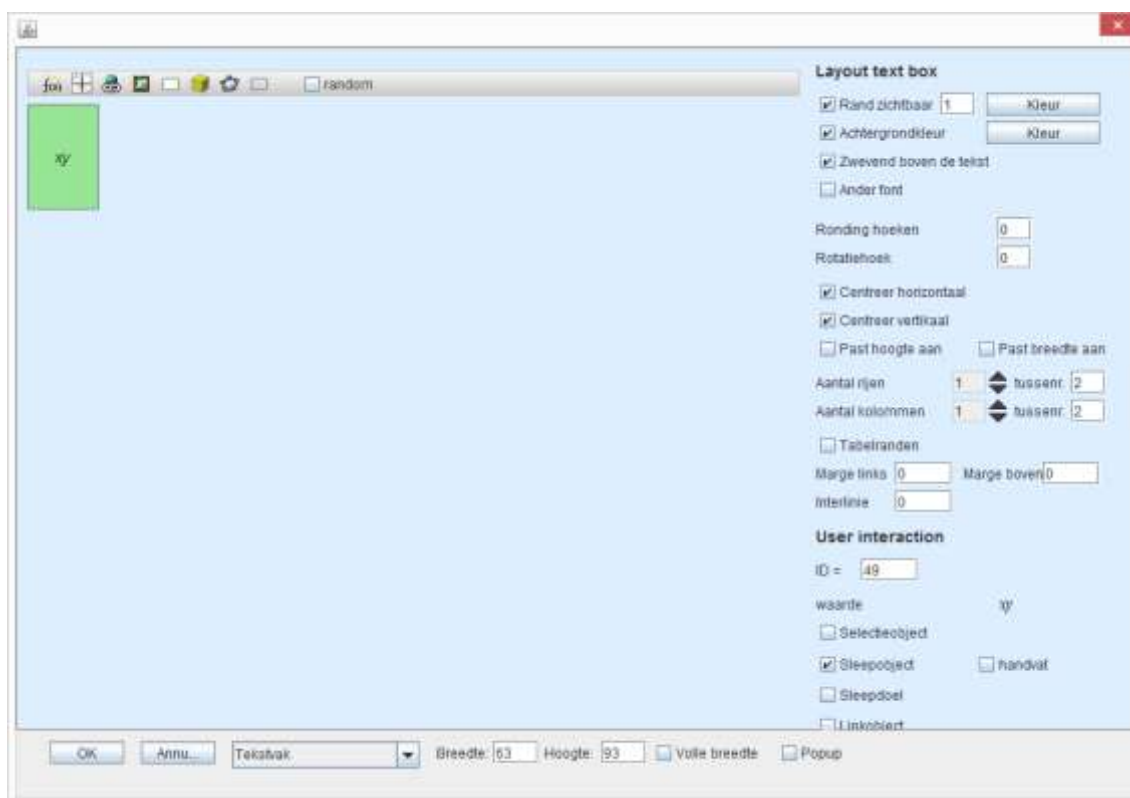 f(x) random
xy
Layout text box
Rand zichtbaar 1 Kleur
Achtergrondkleur Kleur
Zwevend boven de tekst
Ander font
Ronding hoeken 0
Rotatiehoek 0
Centreer horizontaal
Centreer vertikaal
Past hoogte aan Past breedte aan
Aantal rijen 1 tussenr. 2
Aantal kolommen 1 tussenr. 2
Tabelranden
Marge links 0 Marge boven 0
Interlinie 0
User interaction
ID = 49
waarde xy
Selectieobject
Sleepobject handvat
Sleepdoel
Linkobject
OK Annu... Tekstvak Breedte: 63 Hoogte: 93 Volle breedte Popup